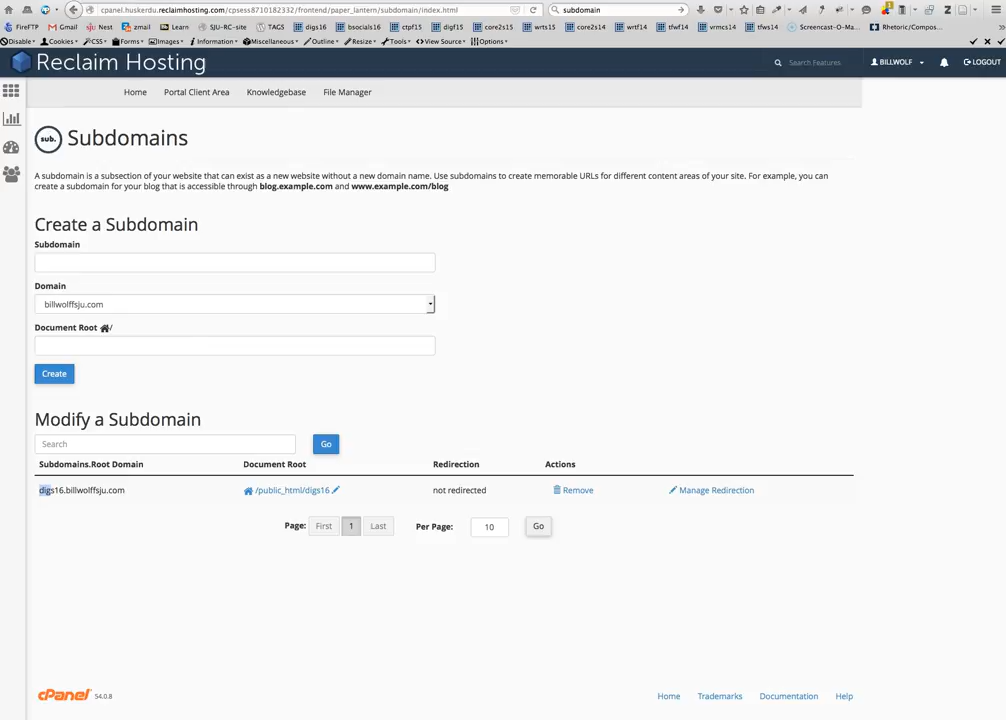 cpanel.huskerdu.reclaimhosting.com/cpsess8710182332/frontend/paper_lantern/subdomain/index.html
subdomain
FireFTP Gmail sju Nest zmail Learn SJU-RC-site TAGS digs16 bsocials16 ctpf15 digf15 core2s15 wrts15 core2s14 wrtf14 tfwf14 vrmcs14 tfws14 Screencast-O-Ma... Rhetoric/Compos...
Disable Cookies CSS Forms Images Information Miscellaneous Outline Resize Tools View Source Options
Reclaim Hosting
Search Features
BILLWOLF
LOGOUT
Home Portal Client Area Knowledgebase File Manager
sub. Subdomains
A subdomain is a subsection of your website that can exist as a new website without a new domain name. Use subdomains to create memorable URLs for different content areas of your site. For example, you can
create a subdomain for your blog that is accessible through blog.example.com and www.example.com/blog
Create a Subdomain
Subdomain
Domain
billwolffsju.com
Document Root /
Create
Modify a Subdomain
Search Go
Subdomains.Root Domain Document Root Redirection Actions
digs16.billwolffsju.com /public_html/digs16 not redirected Remove Manage Redirection
Page: First 1 Last Per Page: 10 Go
cPanel 54.0.8
Home Trademarks Documentation Help